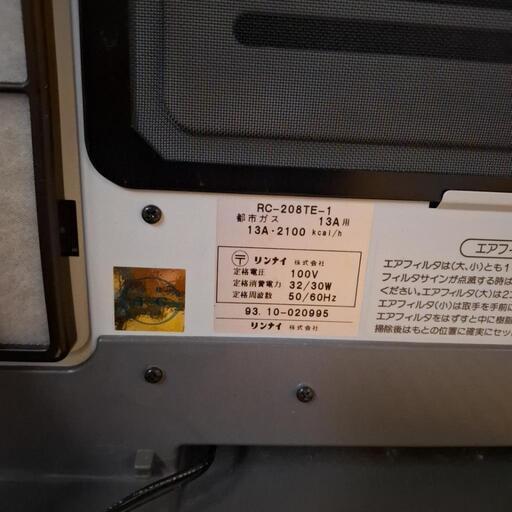 RC-208TE-1
都市ガス 13A用
13A・2100 kcal/h
〒 リンナイ 株式会社
定格電圧 100V
定格消費電力 32/30W
定格周波数 50/60Hz
93. 10-020995
リンナイ 株式会社
エアフィ
エアフィルタは(大、小)とも1
フィルタサインが点滅する時は
ください。エアフィルタ(大)は2
エアフィルタ(小)は取手を手前に
エアフィルタをはずすと中に樹脂
掃除後はもとの位置に確実にセッ